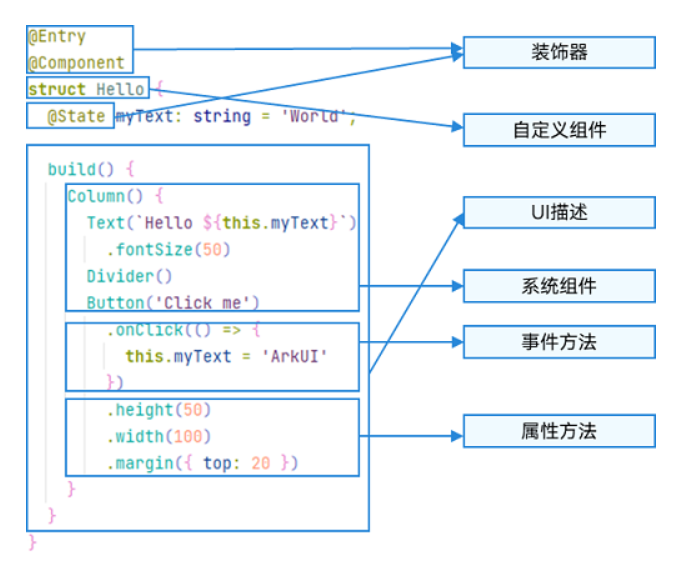 @Entry
@Component
struct Hello {
@State myText: string = 'World';
build() {
Column() {
Text(`Hello ${this.myText}`)
.fontSize(50)
Divider()
Button('Click me')
.onClick(() => {
this.myText = 'ArkUI'
})
.height(50)
.width(100)
.margin({ top: 20 })
}
}
}
装饰器
自定义组件
UI描述
系统组件
事件方法
属性方法